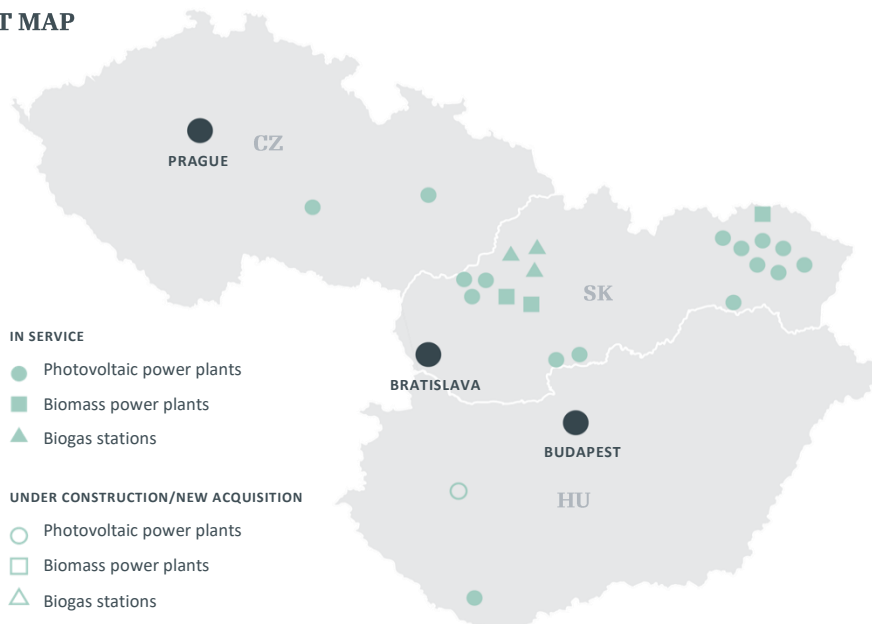 T MAP
CZ
PRAGUE
SK
IN SERVICE
Photovoltaic power plants
BRATISLAVA
Biomass power plants
Biogas stations
BUDAPEST
UNDER CONSTRUCTION/NEW ACQUISITION
HU
Photovoltaic power plants
Biomass power plants
Biogas stations